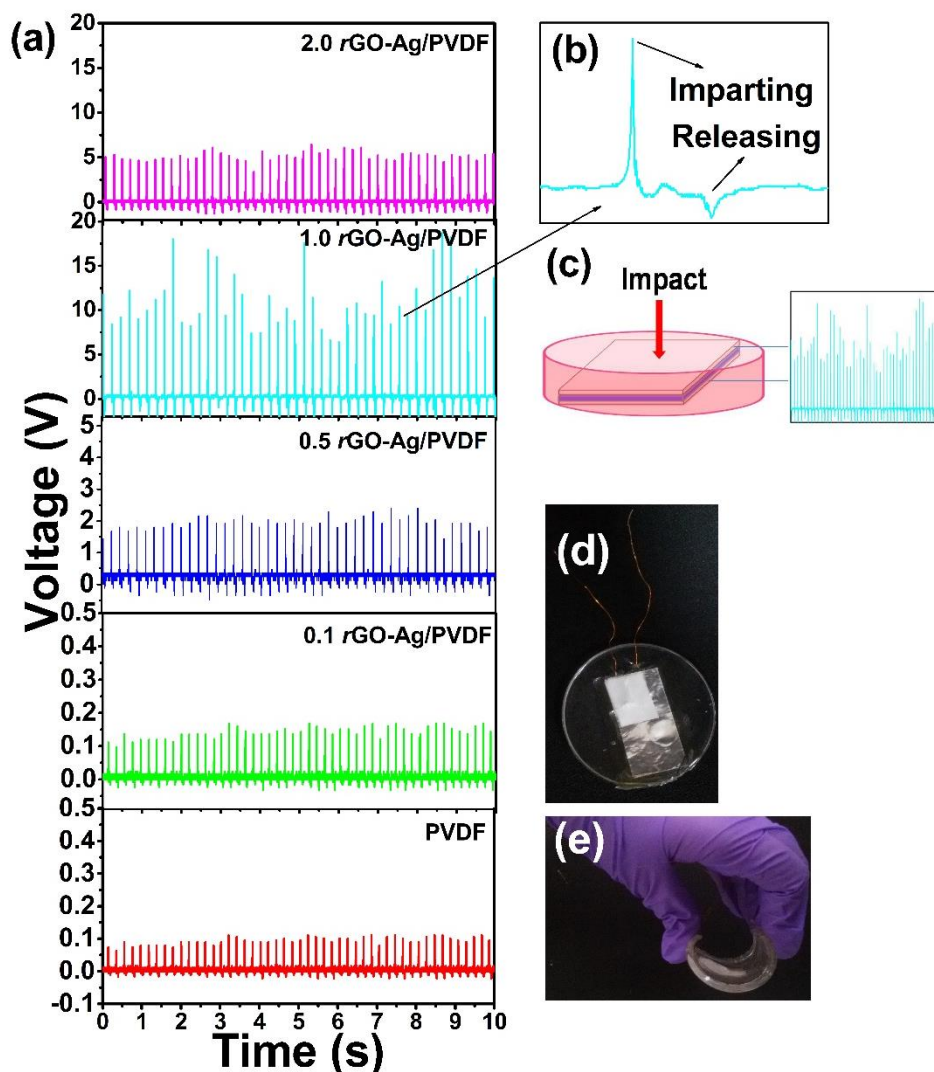 (a)
Voltage (V)
20
15
10
5
0
2.0 rGO-Ag/PVDF
20
15
10
5
0
1.0 rGO-Ag/PVDF
5
4
3
2
1
0
0.5 rGO-Ag/PVDF
0.5
0.4
0.3
0.2
0.1
0.0
0.1 rGO-Ag/PVDF
0.5
0.4
0.3
0.2
0.1
0.0
-0.1
PVDF
0 1 2 3 4 5 6 7 8 9 10
Time (s)
(b)
Imparting
Releasing
(c)
Impact
(d)
(e)